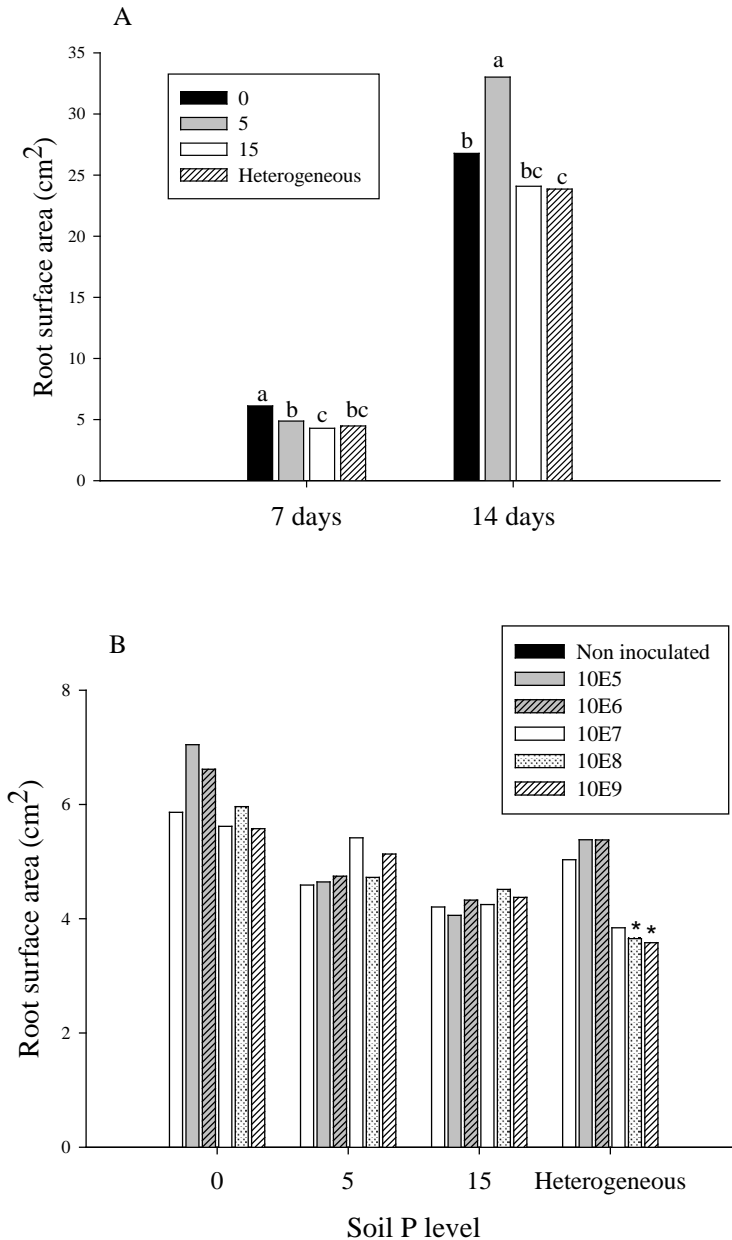 A
Root surface area (cm2)
35
30
25
20
15
10
5
0
0
5
15
Heterogeneous
a
b
c
bc
b
a
bc
c
7 days
14 days
B
Root surface area (cm2)
8
6
4
2
0
Non inoculated
10E5
10E6
10E7
10E8
10E9
* *
0
5
15
Heterogeneous
Soil P level